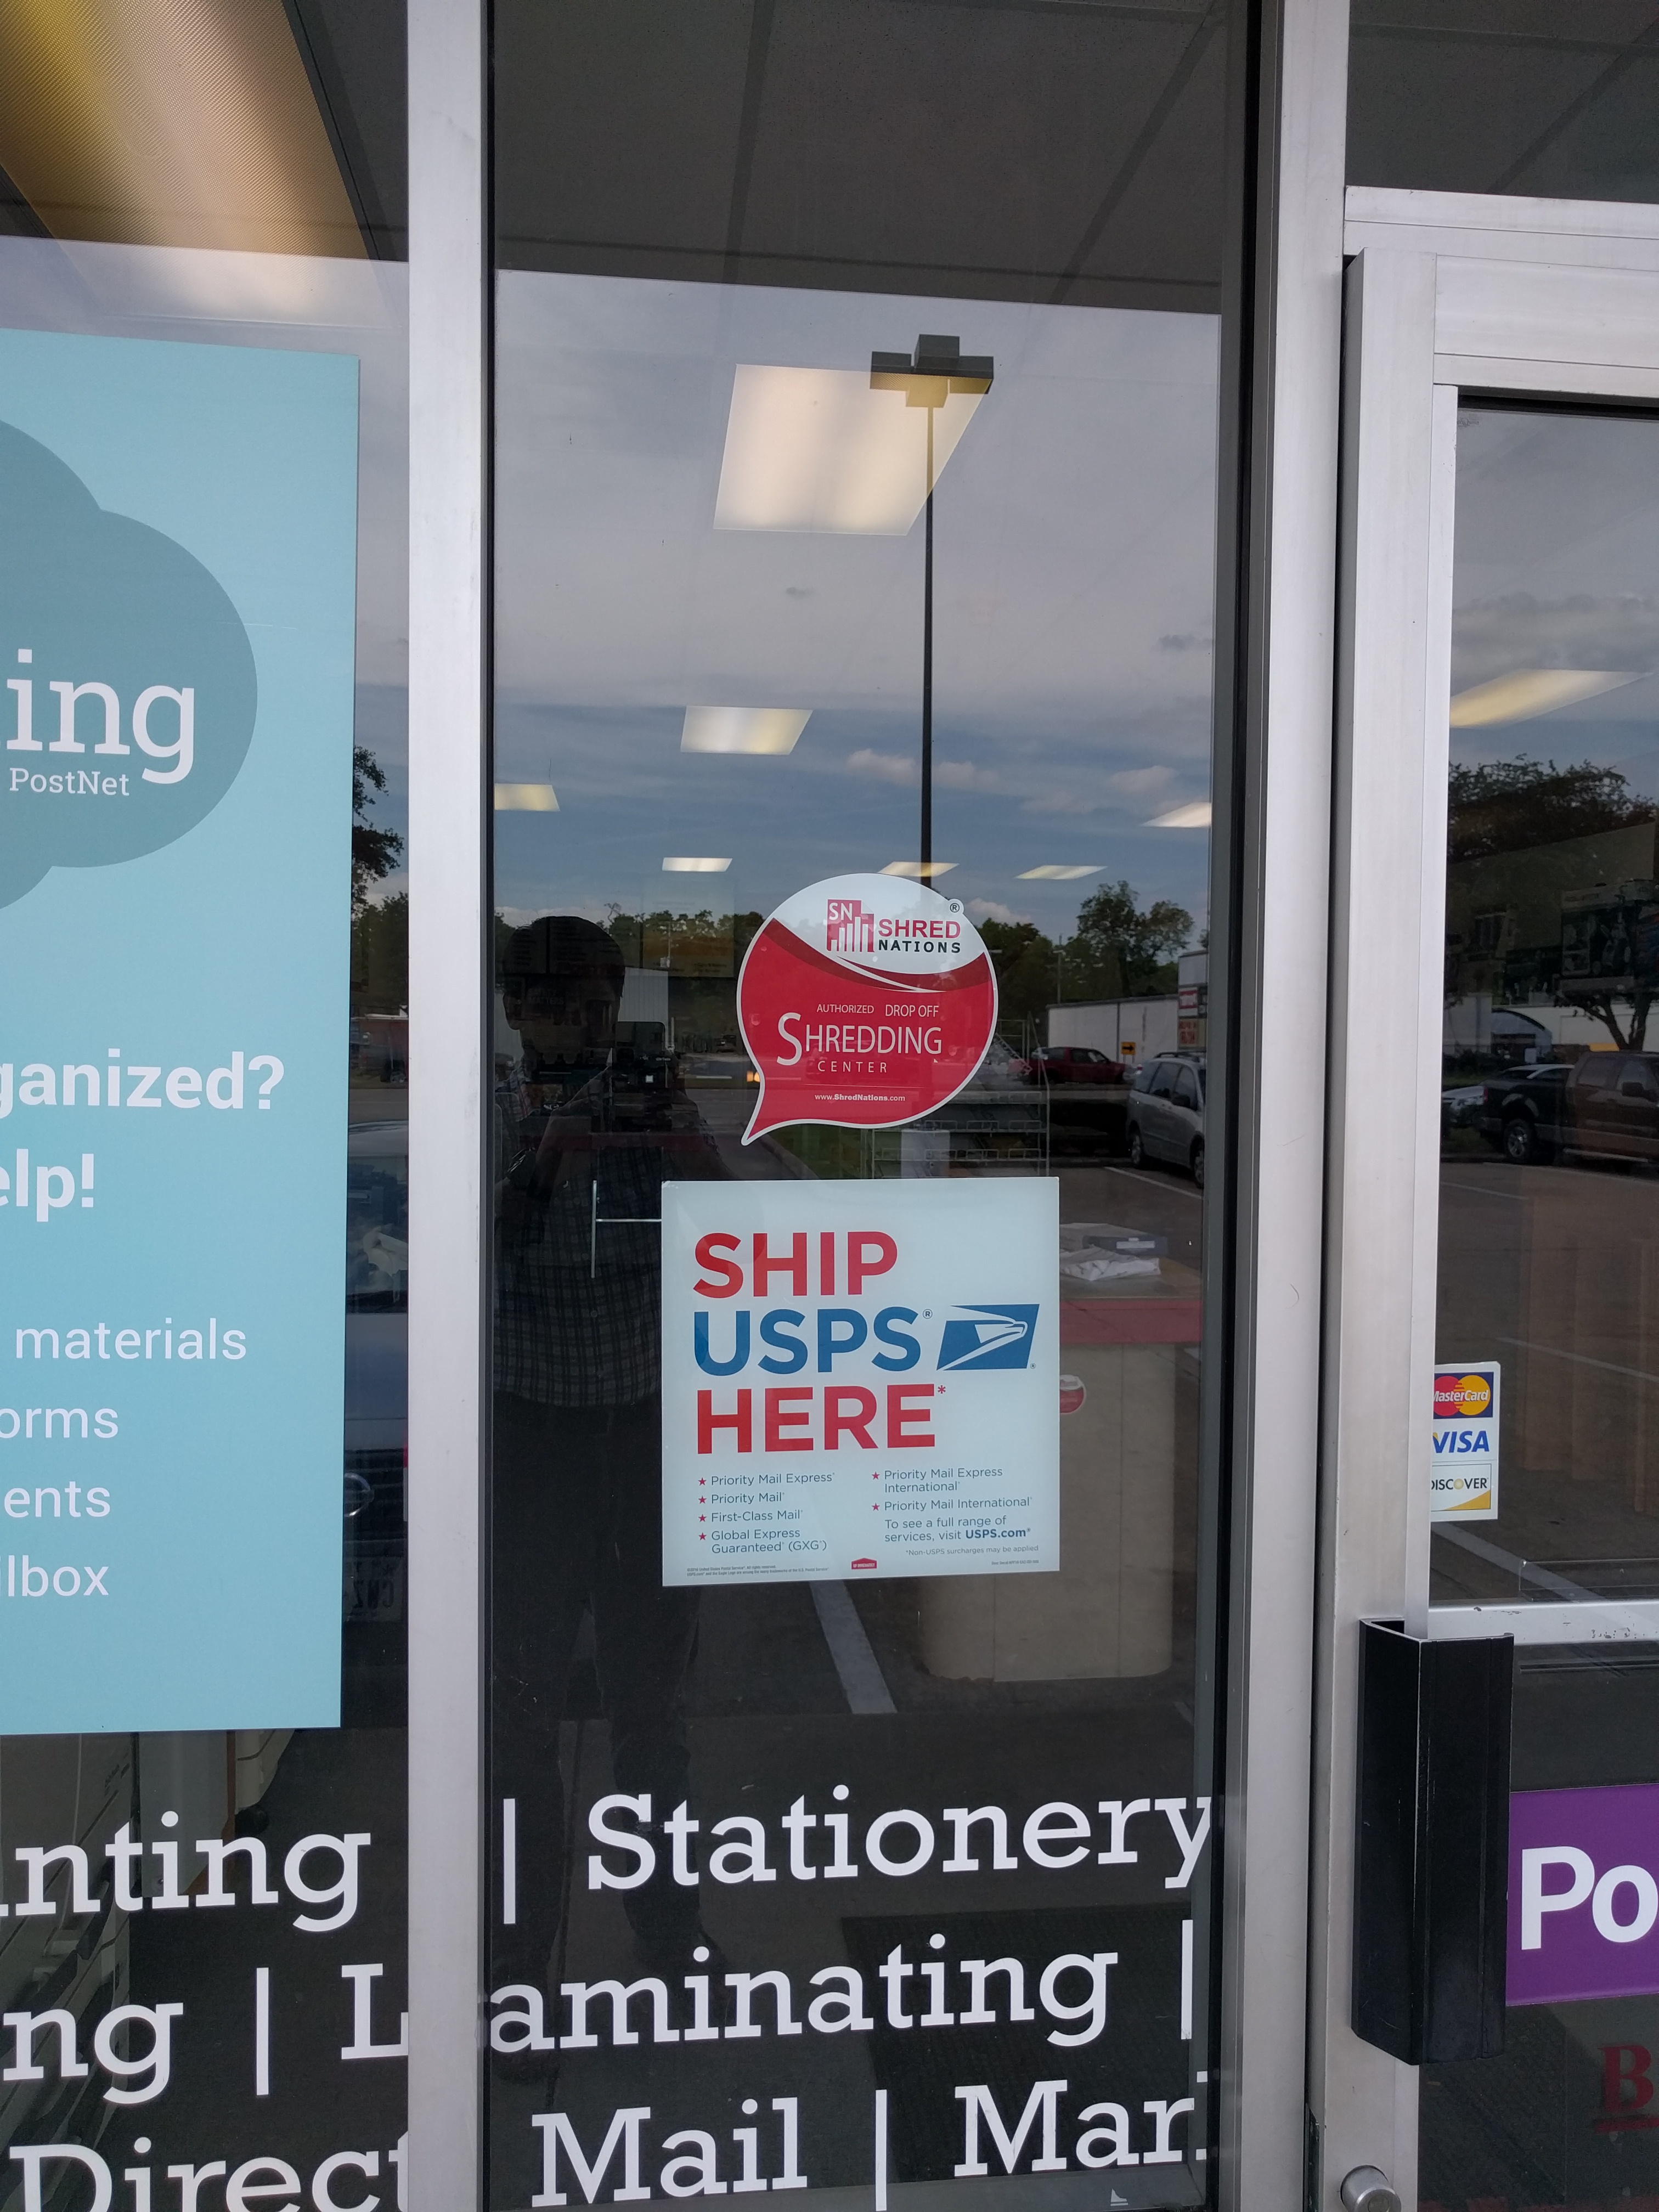 ing
PostNet
ganized?
elp!
materials
orms
ents
ilbox
SN SHRED
NATIONS
AUTHORIZED DROP OFF
SHREDDING
CENTER
www.ShredNations.com
SHIP
USPS®
HERE*
★ Priority Mail Express®
★ Priority Mail®
★ First-Class Mail®
★ Global Express
Guaranteed® (GXG®)
★ Priority Mail Express
International®
★ Priority Mail International®
To see a full range of
services, visit USPS.com®
*Non-USPS surcharges may be applied
MasterCard
VISA
DISCOVER
nting | Stationery
ng | Laminating |
Direct Mail | Mar
Po
B